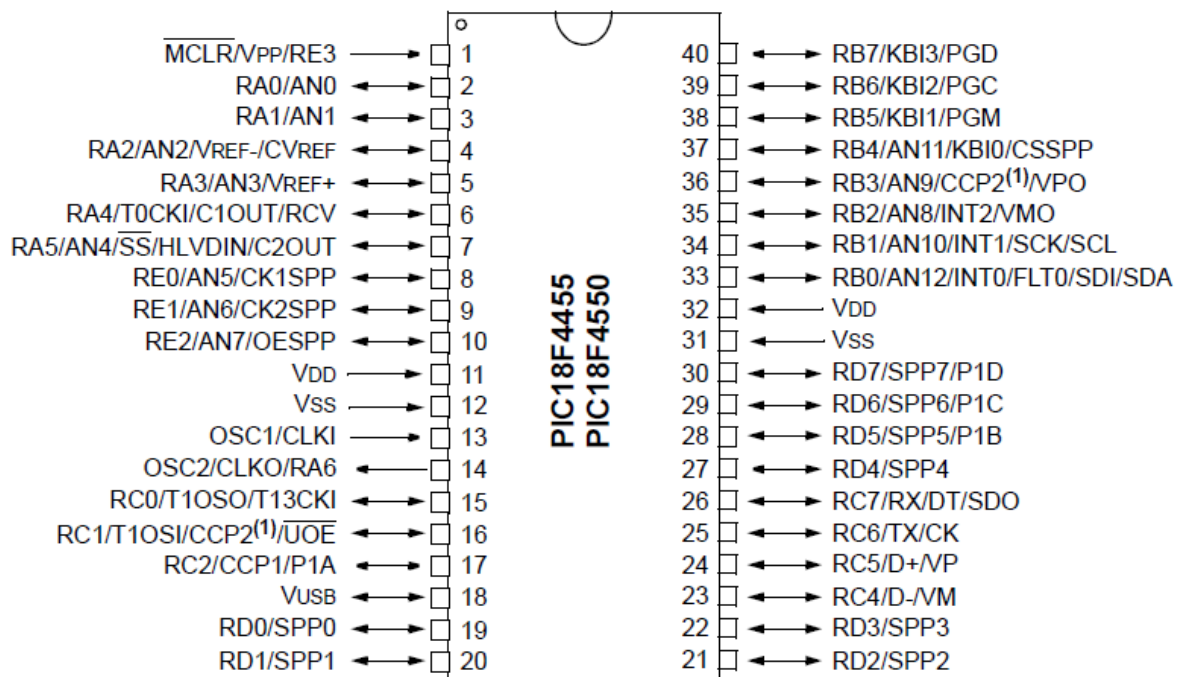 MCLR/VPP/RE3 1
RA0/AN0 2
RA1/AN1 3
RA2/AN2/VREF-/CVREF 4
RA3/AN3/VREF+ 5
RA4/T0CKI/C1OUT/RCV 6
RA5/AN4/SS/HLVDIN/C2OUT 7
RE0/AN5/CK1SPP 8
RE1/AN6/CK2SPP 9
RE2/AN7/OESPP 10
VDD 11
VSS 12
OSC1/CLKI 13
OSC2/CLKO/RA6 14
RC0/T1OSO/T13CKI 15
RC1/T1OSI/CCP2(1)/UOE 16
RC2/CCP1/P1A 17
VUSB 18
RD0/SPP0 19
RD1/SPP1 20
PIC18F4455
PIC18F4550
40 RB7/KBI3/PGD
39 RB6/KBI2/PGC
38 RB5/KBI1/PGM
37 RB4/AN11/KBI0/CSSPP
36 RB3/AN9/CCP2(1)/VPO
35 RB2/AN8/INT2/VMO
34 RB1/AN10/INT1/SCK/SCL
33 RB0/AN12/INT0/FLT0/SDI/SDA
32 VDD
31 VSS
30 RD7/SPP7/P1D
29 RD6/SPP6/P1C
28 RD5/SPP5/P1B
27 RD4/SPP4
26 RC7/RX/DT/SDO
25 RC6/TX/CK
24 RC5/D+/VP
23 RC4/D-/VM
22 RD3/SPP3
21 RD2/SPP2